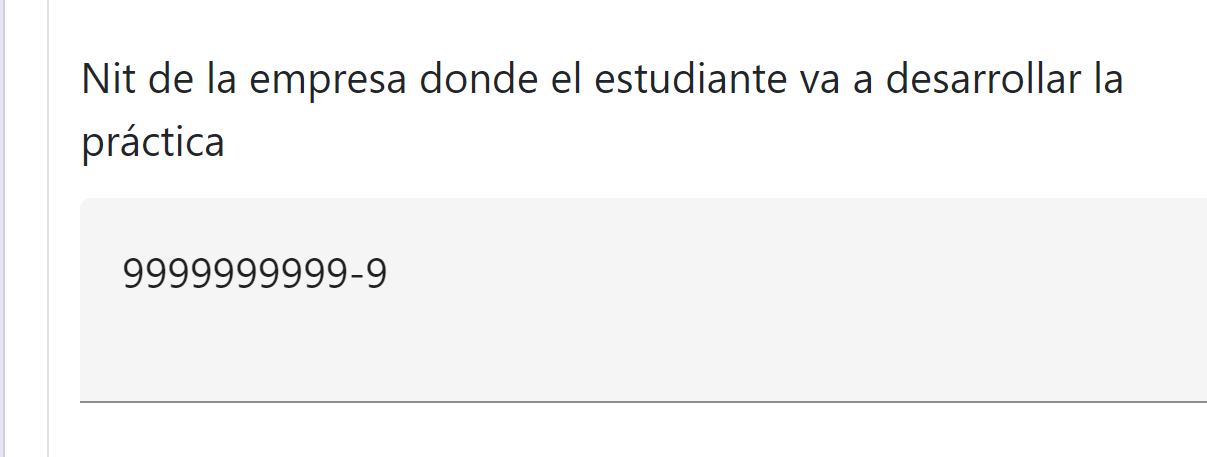 Nit de la empresa donde el estudiante va a desarrollar la
práctica
9999999999-9